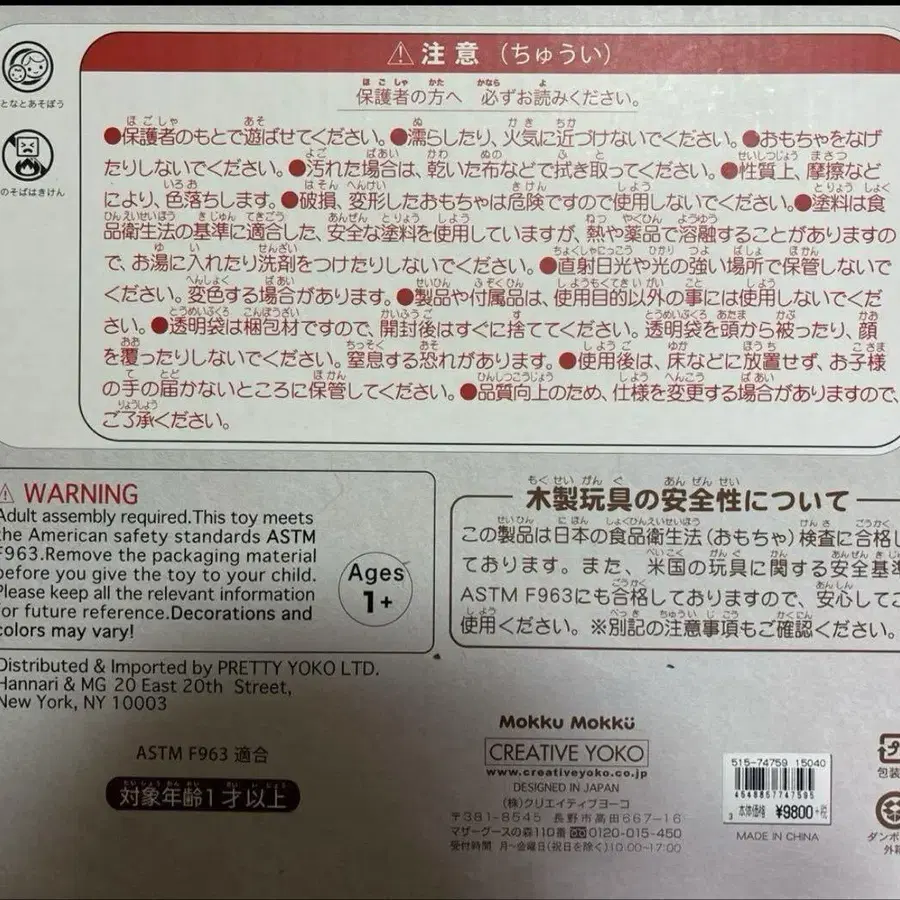 となとあそぼう
のそばはきけん
⚠注意（ちゅうい）
保護者の方へ 必ずお読みください。
●保護者のもとで遊ばせてください。●濡らしたり、火気に近づけないでください。●おもちゃをなげ
たりしないでください。●汚れた場合は、乾いた布などで拭き取ってください。●性質上、摩擦など
により、色落ちします。●破損、変形したおもちゃは危険ですので使用しないでください。●塗料は食
品衛生法の基準に適合した、安全な塗料を使用していますが、熱や薬品で溶融することがありますの
で、お湯に入れたり洗剤をつけたりしないでください。●直射日光や光の強い場所で保管しないで
ください。変色する場合があります。●製品や付属品は、使用目的以外の事には使用しないでくだ
さい。●透明袋は梱包材ですので、開封後はすぐに捨ててください。透明袋を頭から被ったり、顔
を覆ったりしないでください。窒息する恐れがあります。●使用後は、床などに放置せず、お子様
の手の届かないところに保管してください。●品質向上のため、仕様を変更する場合がありますので、
ご了承ください。
⚠ WARNING
Adult assembly required.This toy meets
the American safety standards ASTM
F963.Remove the packaging material
before you give the toy to your child.
Please keep all the relevant information
for future reference.Decorations and
colors may vary!
Ages
1+
木製玩具の安全性について
この製品は日本の食品衛生法(おもちゃ)検査に合格し
ております。また、米国の玩具に関する安全基準
ASTM F963にも合格しておりますので、安心してご
使用ください。※別記の注意事項もご確認ください。
Distributed & Imported by PRETTY YOKO LTD.
Hannari & MG 20 East 20th Street,
New York, NY 10003
ASTM F963 適合
対象年齢1才以上
Mokku Mokkü
CREATIVE YOKO
www.creativeyoko.co.jp
DESIGNED IN JAPAN
(株)クリエイティブヨーコ
〒381-8545 長野市高田667-16
マザーグースの森110番 0120-015-450
受付時間 月~金曜日(祝日を除く)10:00~17:00
515-74759 15040
4548857747595
3 本体価格 ¥9800+税
MADE IN CHINA
包装
ダンボ
外箱